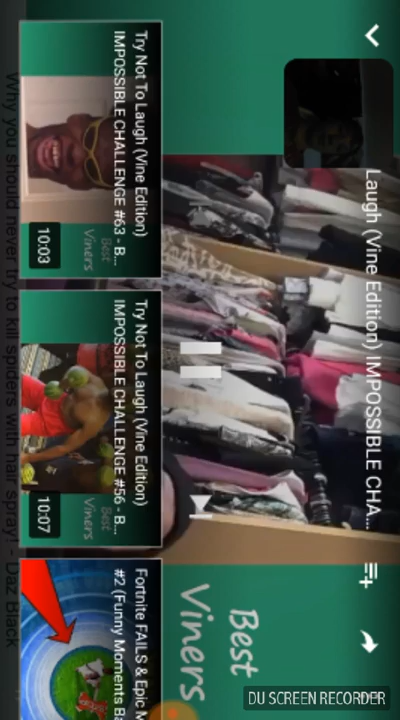 Laugh (Vine Edition) IMPOSSIBLE CHA...
Best
Viners
Try Not To Laugh (Vine Edition)
IMPOSSIBLE CHALLENGE #63 - B...
Best
Viners
10:03
Try Not To Laugh (Vine Edition)
IMPOSSIBLE CHALLENGE #56 - B...
Best
Viners
10:07
Fortnite FAILS & Epic
#2 (Funny Moments
Why you should never try to kill spiders with hair spray! - Daz Black
DU SCREEN RECORDER